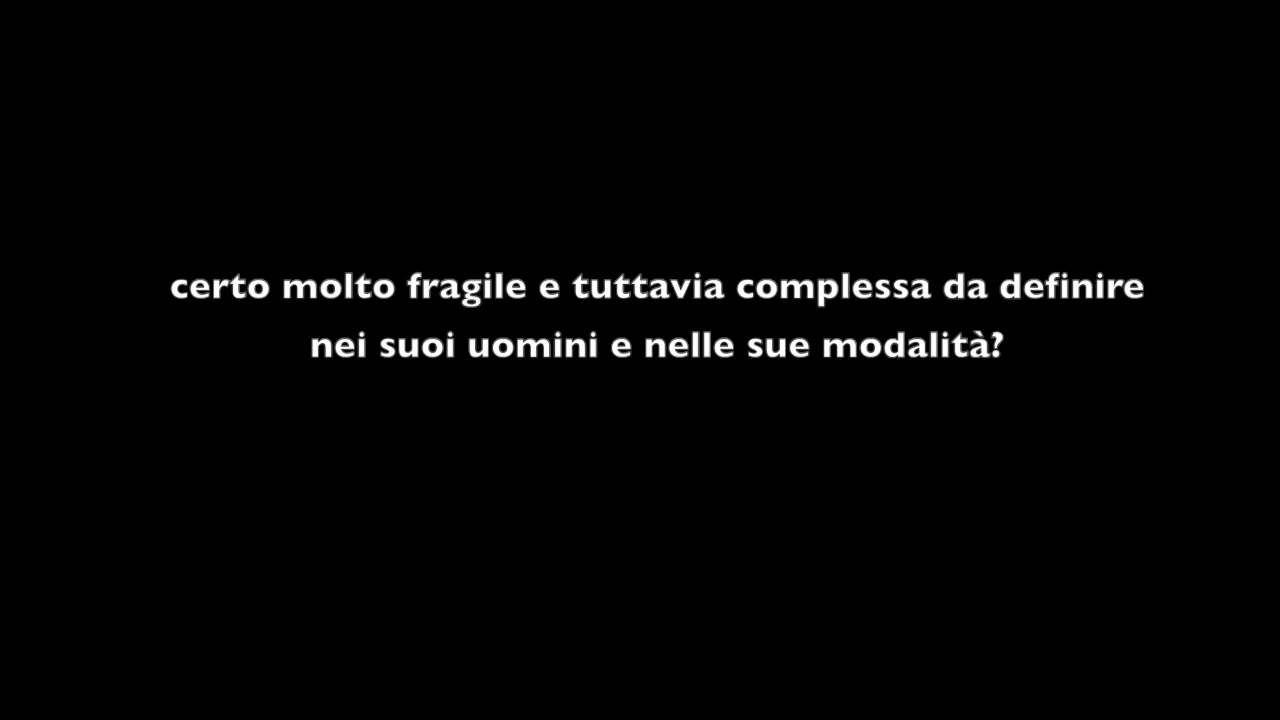 certo molto fragile e tuttavia complessa da definire
nei suoi uomini e nelle sue modalità?